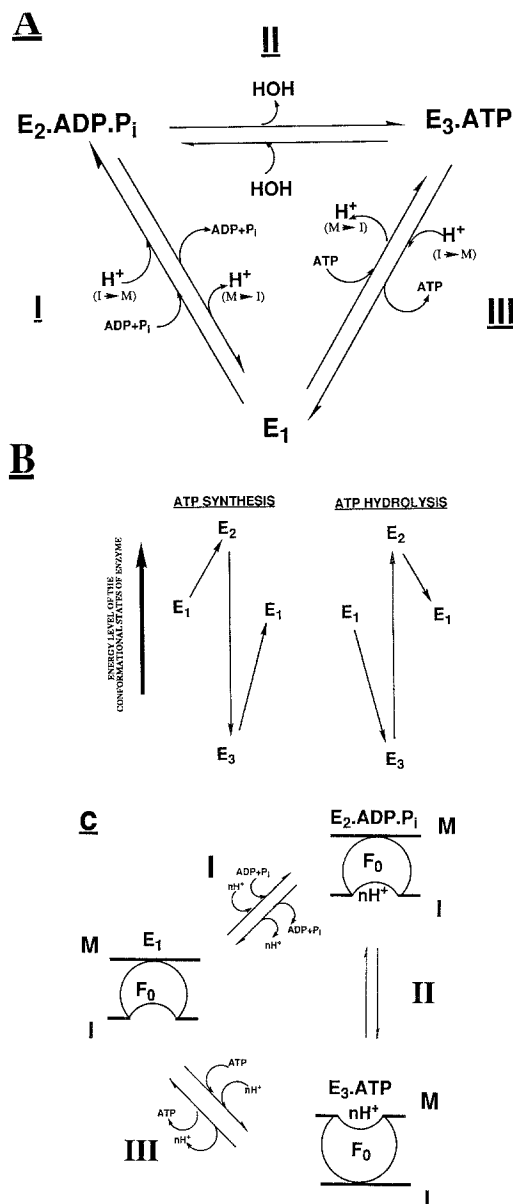 A
II
HOH
E2.ADP.Pi
E3.ATP
HOH
ADP+Pi
H+
(M ► I)
H+
(I ► M)
H+
(I ► M)
H+
(M ► I)
ATP
ATP
I
ADP+Pi
III
E1
B
ATP SYNTHESIS
ATP HYDROLYSIS
E2
E2
ENERGY LEVEL OF THE
CONFORMATIONAL STATES OF ENZYME
E1
E1
E1
E1
E3
E3
C
E2.ADP.Pi
M
I
ADP+Pi
nH+
F0
nH+
I
ADP+Pi
nH+
M
E1
F0
I
II
E3.ATP
ATP
nH+
M
nH+
ATP
F0
III
nH+
I